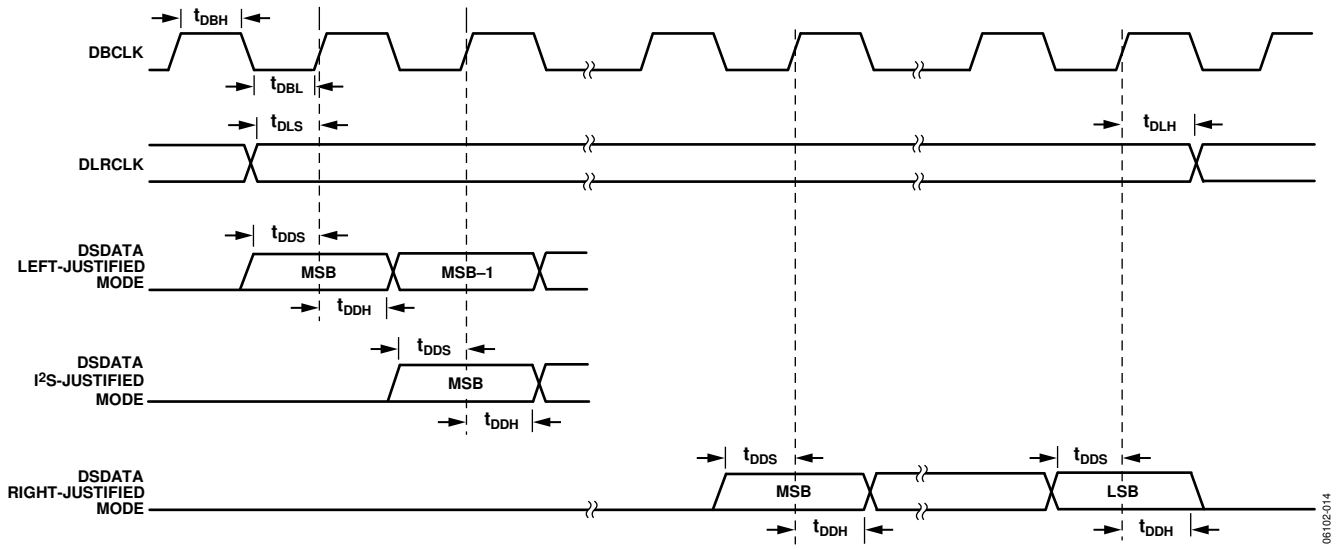 tDBH
DBCLK
tDBL
tDLS
tDLH
DLRCLK
tDDS
DSDATA
LEFT-JUSTIFIED
MODE
MSB
MSB–1
tDDH
tDDS
DSDATA
I²S-JUSTIFIED
MODE
MSB
tDDH
tDDS
tDDS
DSDATA
RIGHT-JUSTIFIED
MODE
MSB
LSB
tDDH
tDDH
06102-014